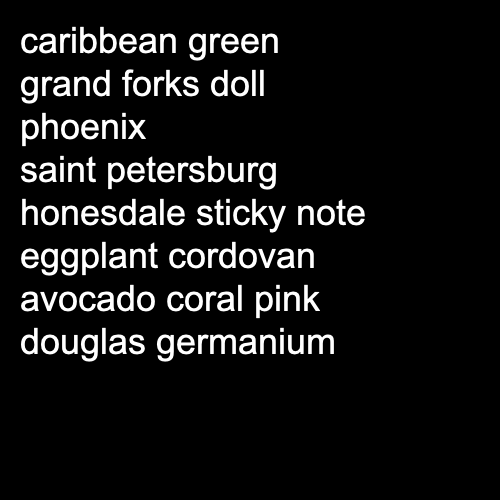 caribbean green
grand forks doll
phoenix
saint petersburg
honesdale sticky note
eggplant cordovan
avocado coral pink
douglas germanium